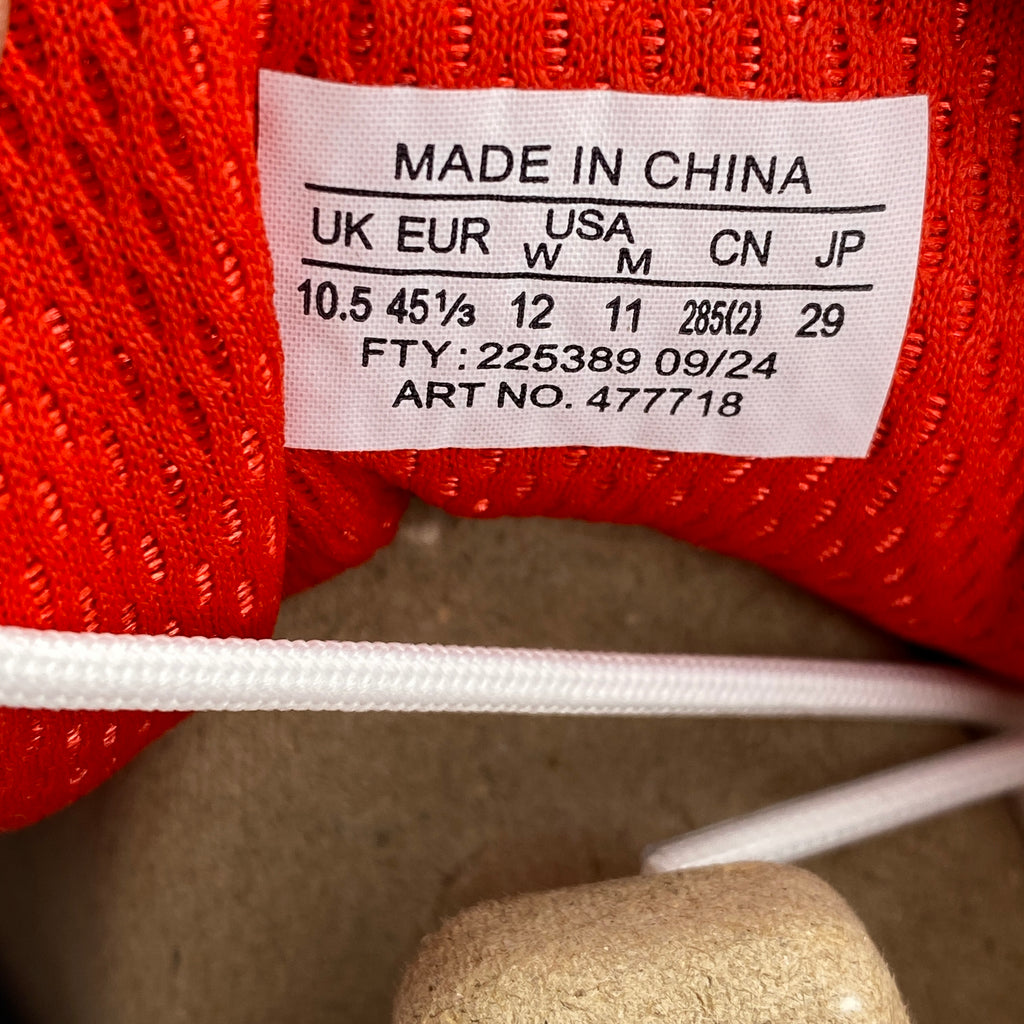 MADE IN CHINA
UK EUR USA CN JP
W M
10.5 45⅓ 12 11 285(2) 29
FTY: 225389 09/24
ART NO. 477718